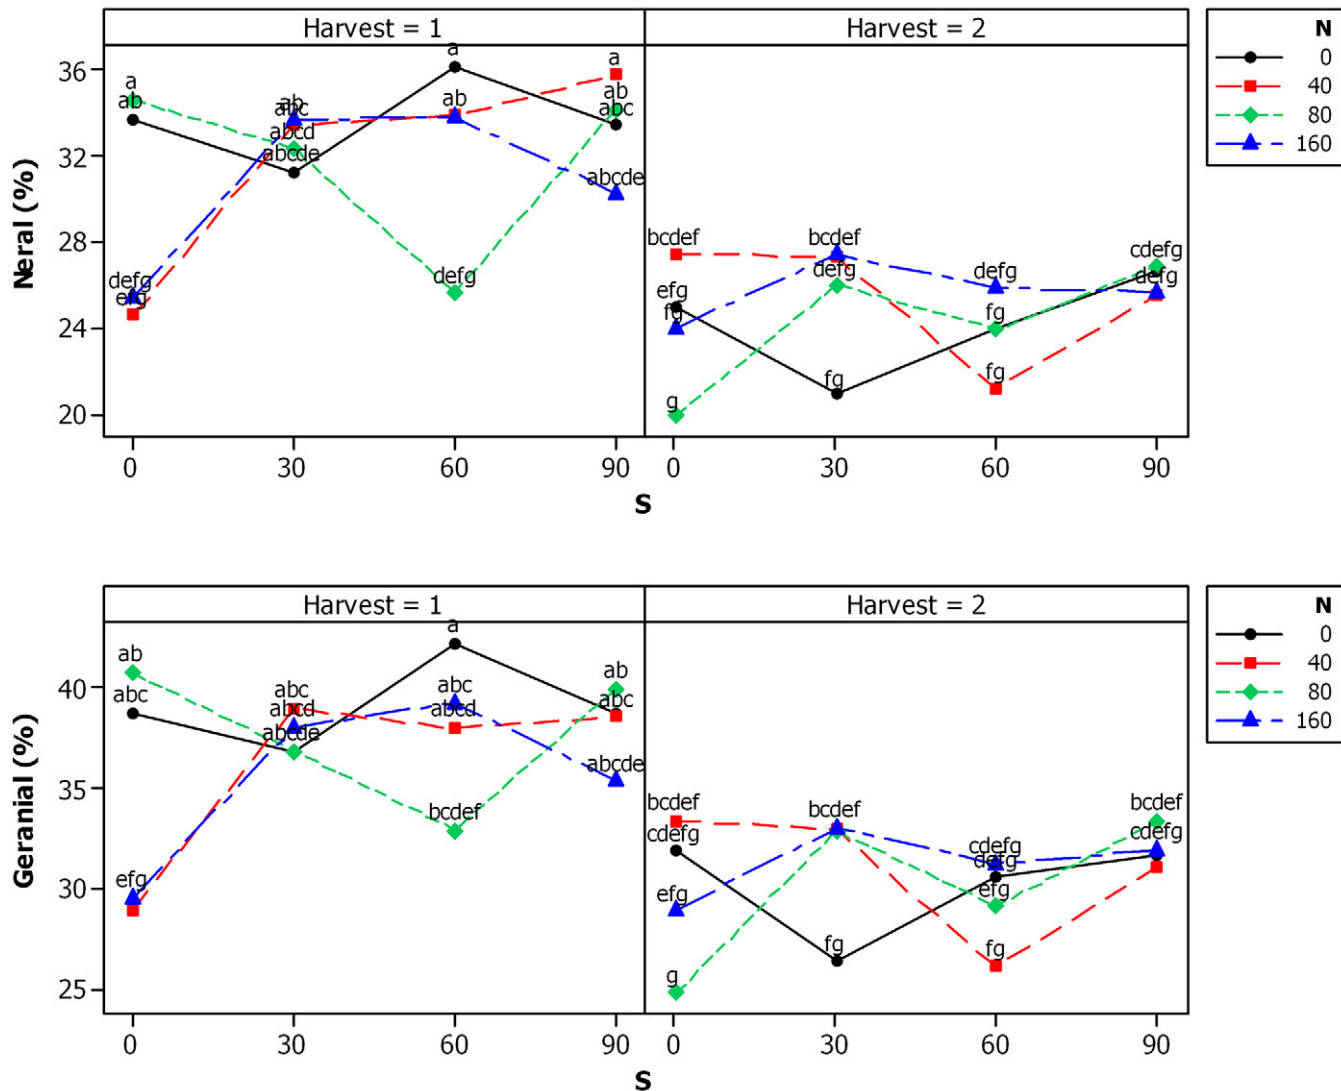 Harvest = 1 Harvest = 2
N
0
40
80
160
Neral (%)
36
32
28
24
20
a
ab
defg
efg
ab
abc
abcd
abcde
a
ab
defg
a
ab
abc
abcde
bcdef
efg
fg
g
bcdef
defg
fg
defg
fg
fg
cdefg
defg
0 30 60 90 0 30 60 90
S
Harvest = 1 Harvest = 2
N
0
40
80
160
Geranial (%)
40
35
30
25
ab
abc
efg
abc
abcd
abcde
a
abc
abcd
bcdef
ab
abc
abcde
bcdef
cdefg
efg
g
bcdef
fg
cdefg
defg
efg
fg
bcdef
cdefg
0 30 60 90 0 30 60 90
S